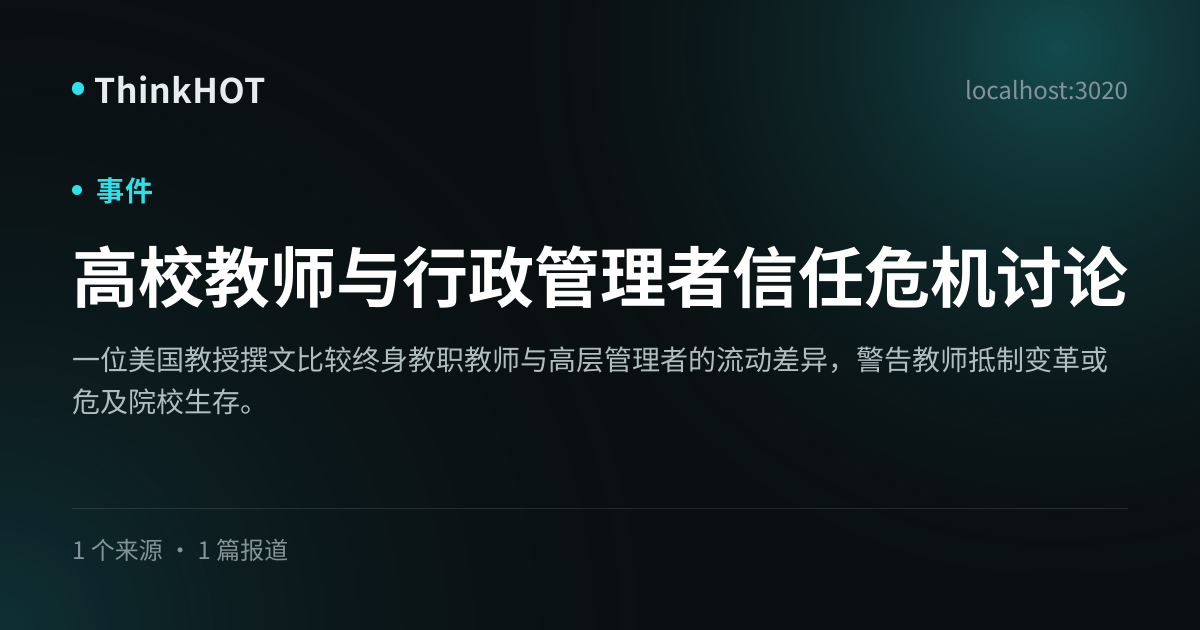 ThinkHOT
localhost:3020
事件
高校教师与行政管理者信任危机讨论
一位美国教授撰文比较终身教职教师与高层管理者的流动差异，警告教师抵制变革或
危及院校生存。
1 个来源 · 1 篇报道